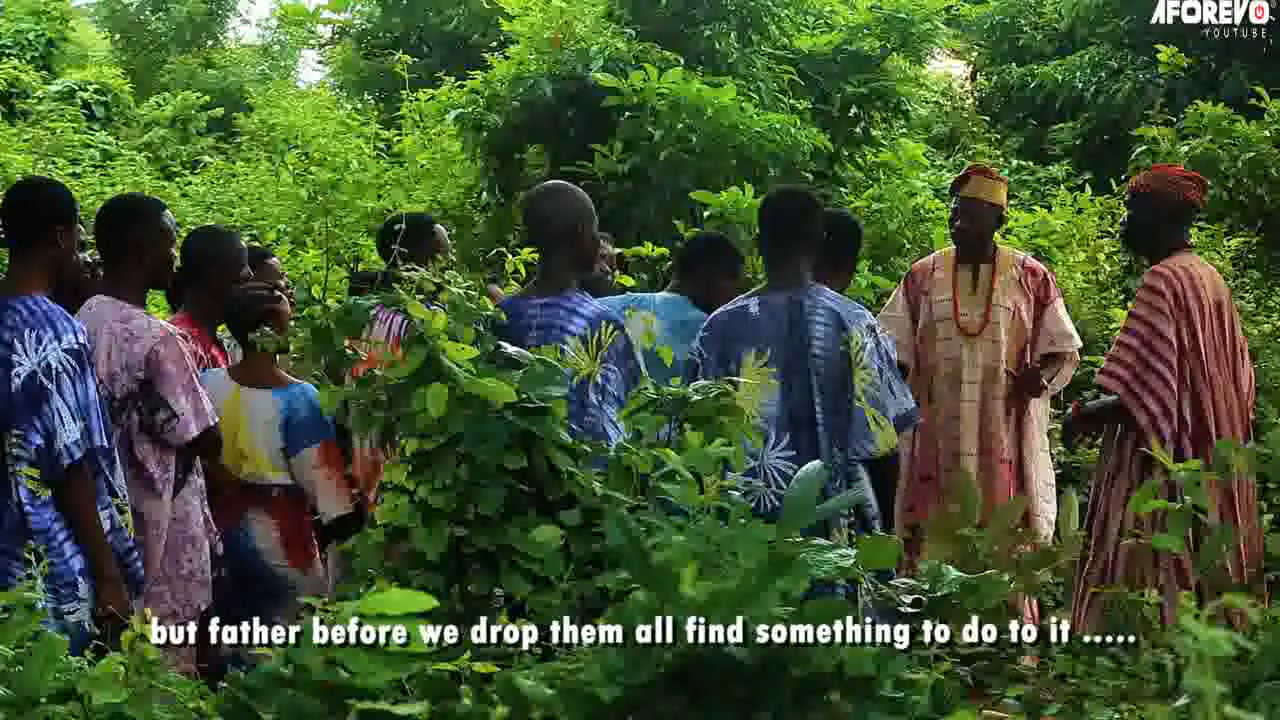 AFOREVO
YOUTUBE
but father before we drop them all find something to do to it .....